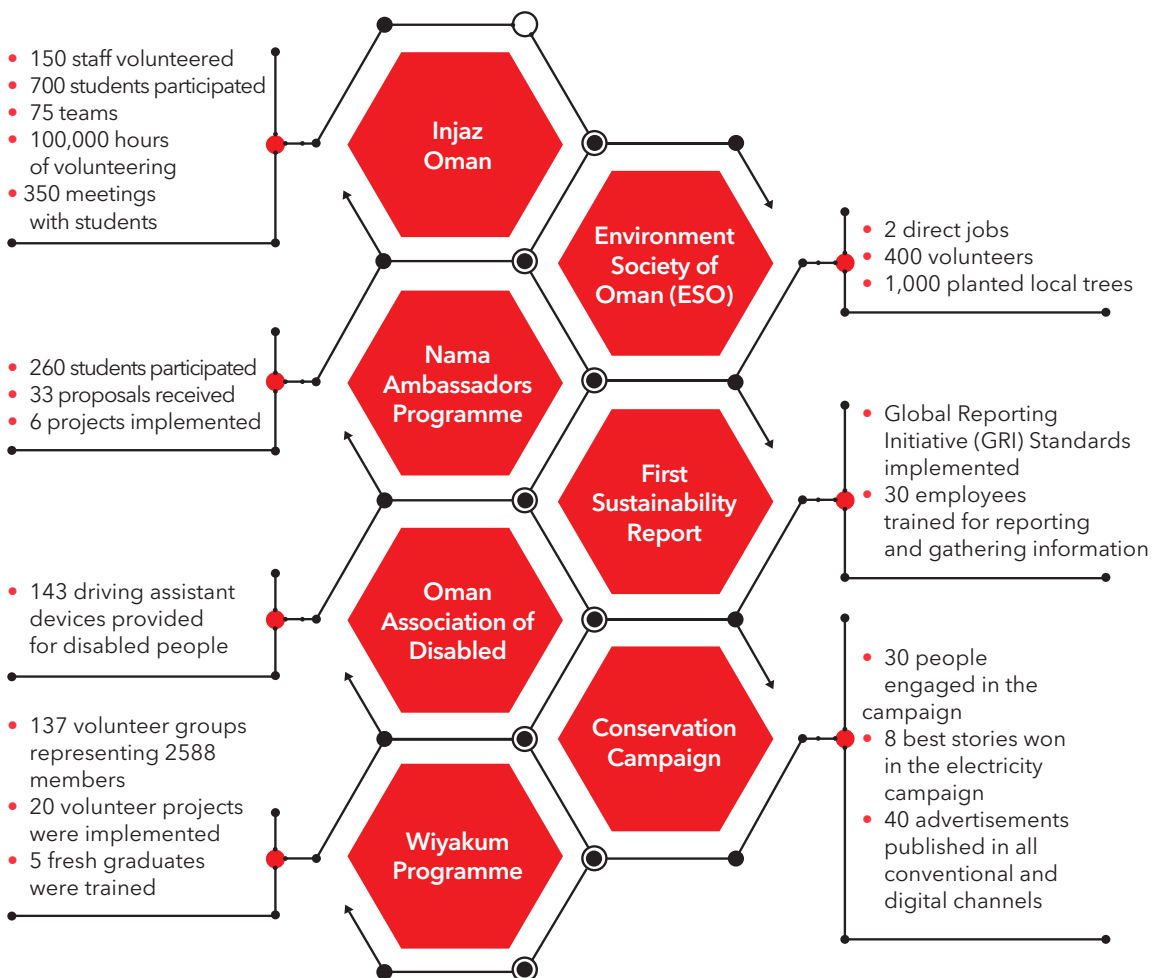 • 150 staff volunteered
• 700 students participated
• 75 teams
• 100,000 hours
of volunteering
• 350 meetings
with students
Injaz
Oman
Environment
Society of
Oman (ESO)
• 2 direct jobs
• 400 volunteers
• 1,000 planted local trees
• 260 students participated
• 33 proposals received
• 6 projects implemented
Nama
Ambassadors
Programme
First
Sustainability
Report
• Global Reporting
Initiative (GRI) Standards
implemented
• 30 employees
trained for reporting
and gathering information
• 143 driving assistant
devices provided
for disabled people
Oman
Association of
Disabled
Conservation
Campaign
• 30 people
engaged in the
campaign
• 8 best stories won
in the electricity
campaign
• 40 advertisements
published in all
conventional and
digital channels
• 137 volunteer groups
representing 2588
members
• 20 volunteer projects
were implemented
• 5 fresh graduates
were trained
Wiyakum
Programme